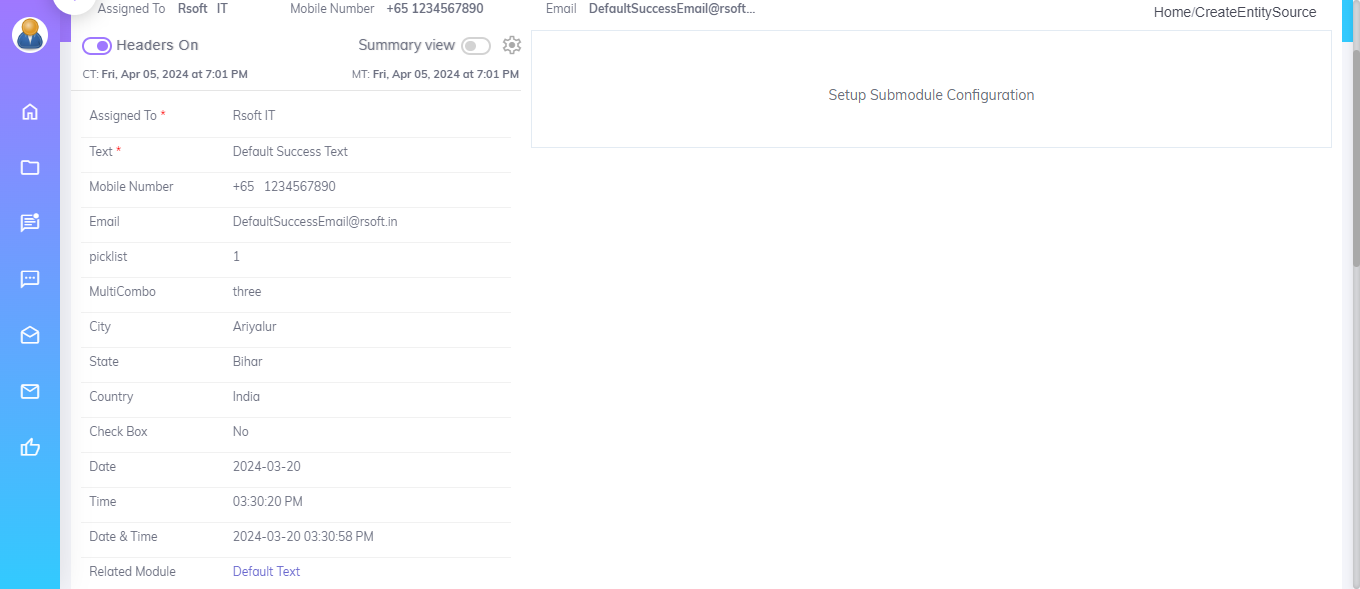 Assigned To Rsoft IT Mobile Number +65 1234567890 Email DefaultSuccessEmail@rsoft...
Home/CreateEntitySource
Headers On Summary view
CT: Fri, Apr 05, 2024 at 7:01 PM MT: Fri, Apr 05, 2024 at 7:01 PM
Setup Submodule Configuration
Assigned To * Rsoft IT
Text * Default Success Text
Mobile Number +65 1234567890
Email DefaultSuccessEmail@rsoft.in
picklist 1
MultiCombo three
City Ariyalur
State Bihar
Country India
Check Box No
Date 2024-03-20
Time 03:30:20 PM
Date & Time 2024-03-20 03:30:58 PM
Related Module Default Text